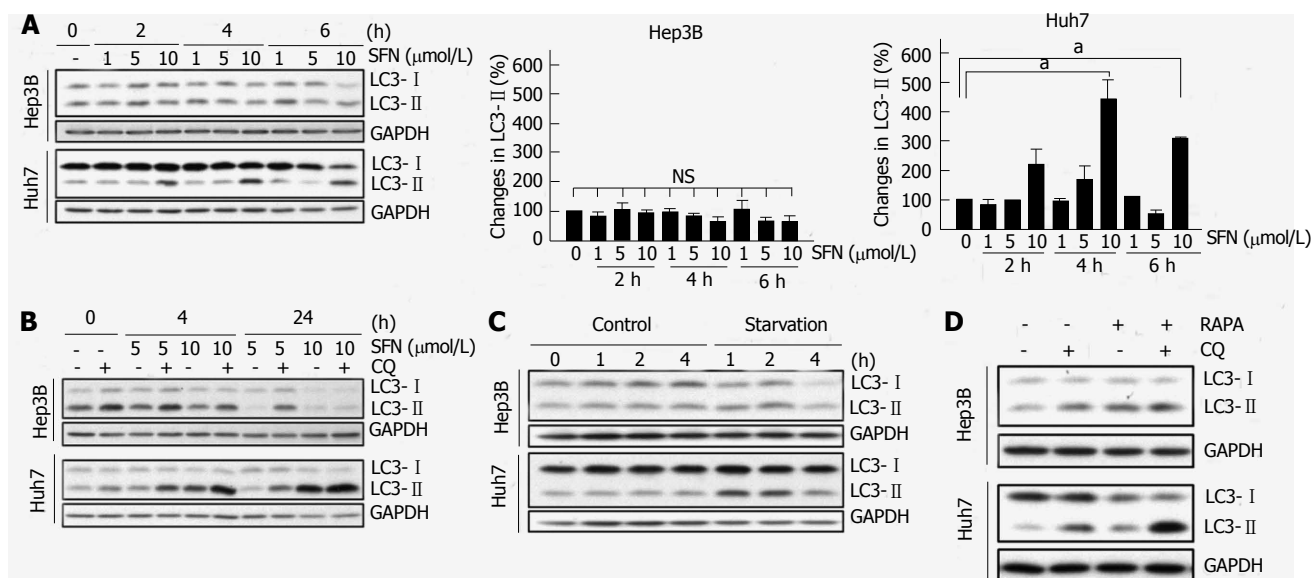 A
0 2 4 6 (h)
- 1 5 10 1 5 10 1 5 10 SFN (μmol/L)
Hep3B
LC3-Ⅰ
LC3-Ⅱ
GAPDH
Huh7
LC3-Ⅰ
LC3-Ⅱ
GAPDH
Hep3B
Changes in LC3-Ⅱ (%)
600
500
400
300
200
100
0
NS
0 1 5 10 1 5 10 1 5 10 SFN (μmol/L)
2 h 4 h 6 h
Huh7
Changes in LC3-Ⅱ (%)
600
500
400
300
200
100
0
a
a
0 1 5 10 1 5 10 1 5 10 SFN (μmol/L)
2 h 4 h 6 h
B
0 4 24 (h)
- - 5 5 10 10 5 5 10 10 SFN (μmol/L)
- + - + - + - + - + CQ
Hep3B
LC3-Ⅰ
LC3-Ⅱ
GAPDH
Huh7
LC3-Ⅰ
LC3-Ⅱ
GAPDH
C
Control Starvation
0 1 2 4 1 2 4 (h)
Hep3B
LC3-Ⅰ
LC3-Ⅱ
GAPDH
Huh7
LC3-Ⅰ
LC3-Ⅱ
GAPDH
D
- - + + RAPA
- + - + CQ
Hep3B
LC3-Ⅰ
LC3-Ⅱ
GAPDH
Huh7
LC3-Ⅰ
LC3-Ⅱ
GAPDH